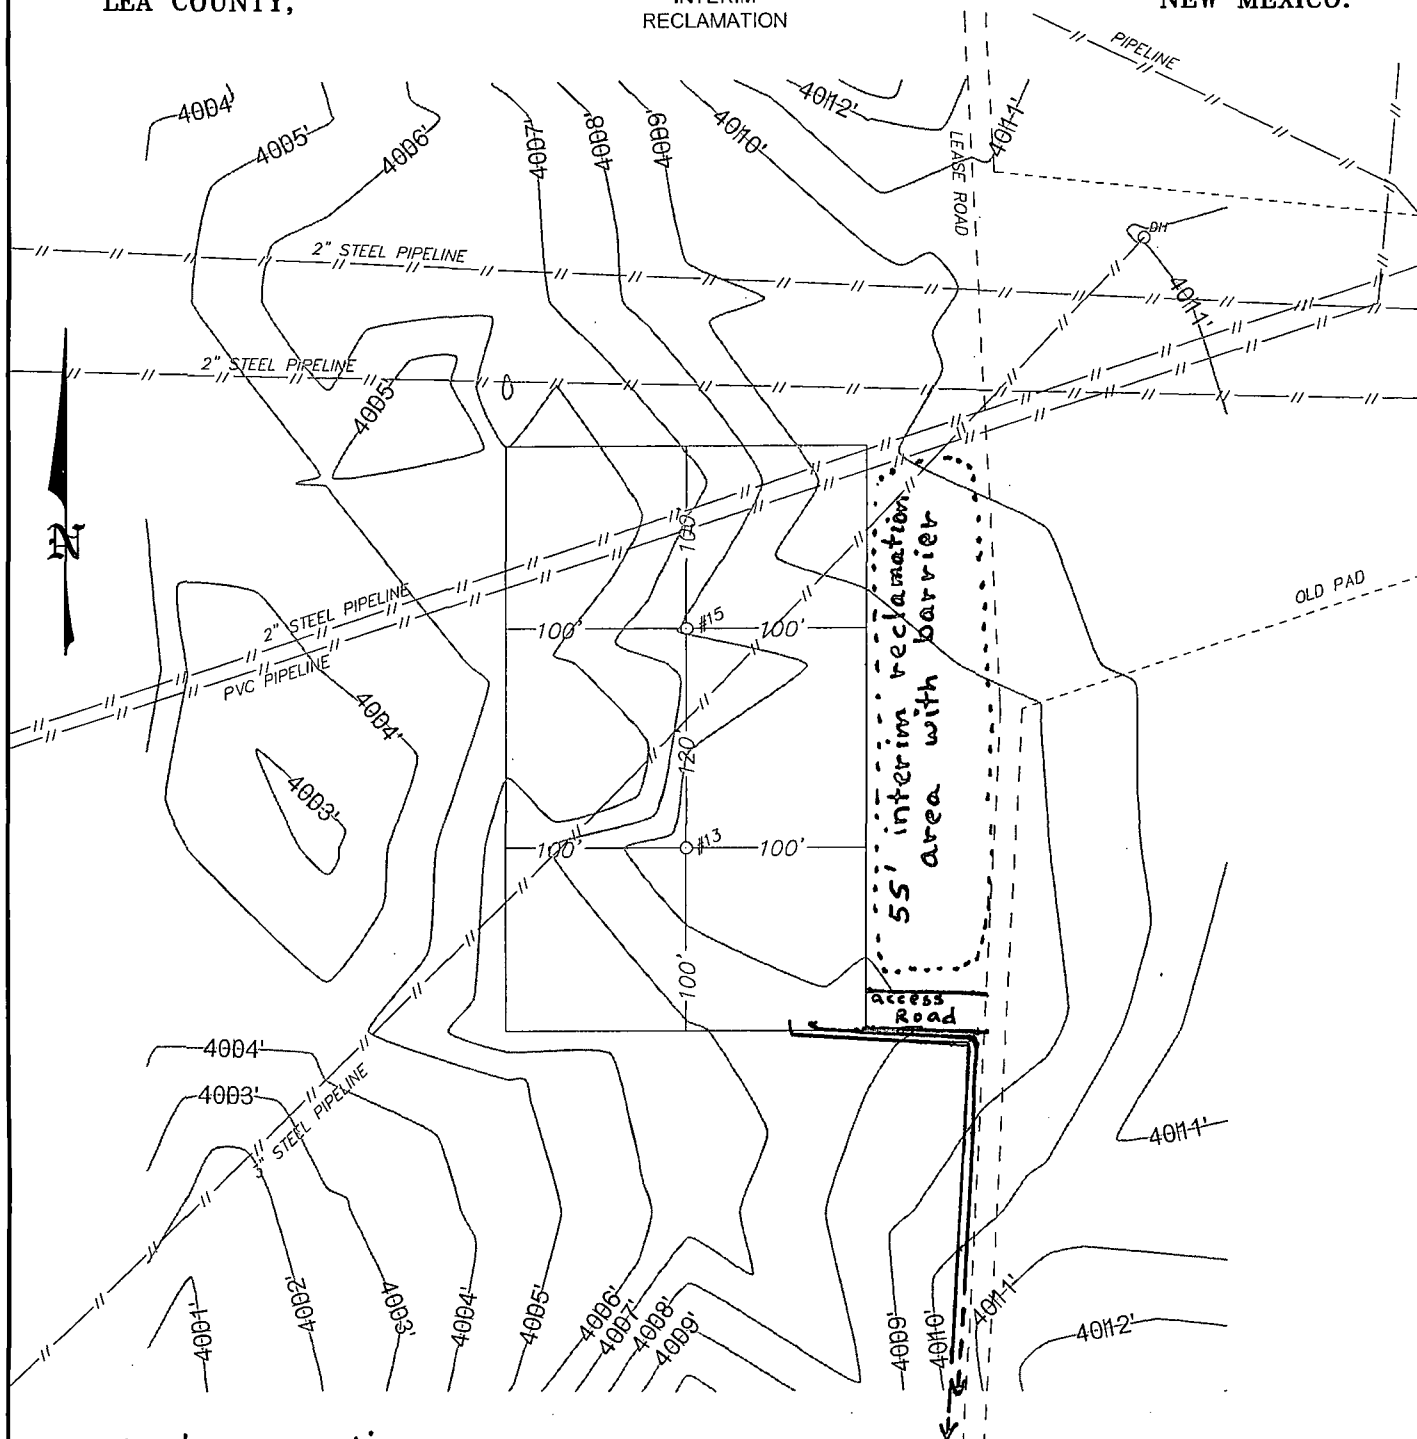 LEA COUNTY,
INTERIM
RECLAMATION
NEW MEXICO.
PIPELINE
4004'
4005'
4006'
4007'
4008'
4009'
4010'
4012'
4011'
LEASE ROAD
DH
4011'
2" STEEL PIPELINE
2" STEEL PIPELINE
4005'
N
100'
#15
100'
100'
55' interim reclamation
area with barrier
OLD PAD
2" STEEL PIPELINE
PVC PIPELINE
4004'
4003'
120'
#13
100'
100'
100'
access
Road
4004'
4003'
3" STEEL PIPELINE
4011'
4001'
4002'
4003'
4004'
4005'
4006'
4007'
4008'
4009'
4009'
4010'
4011'
4012'